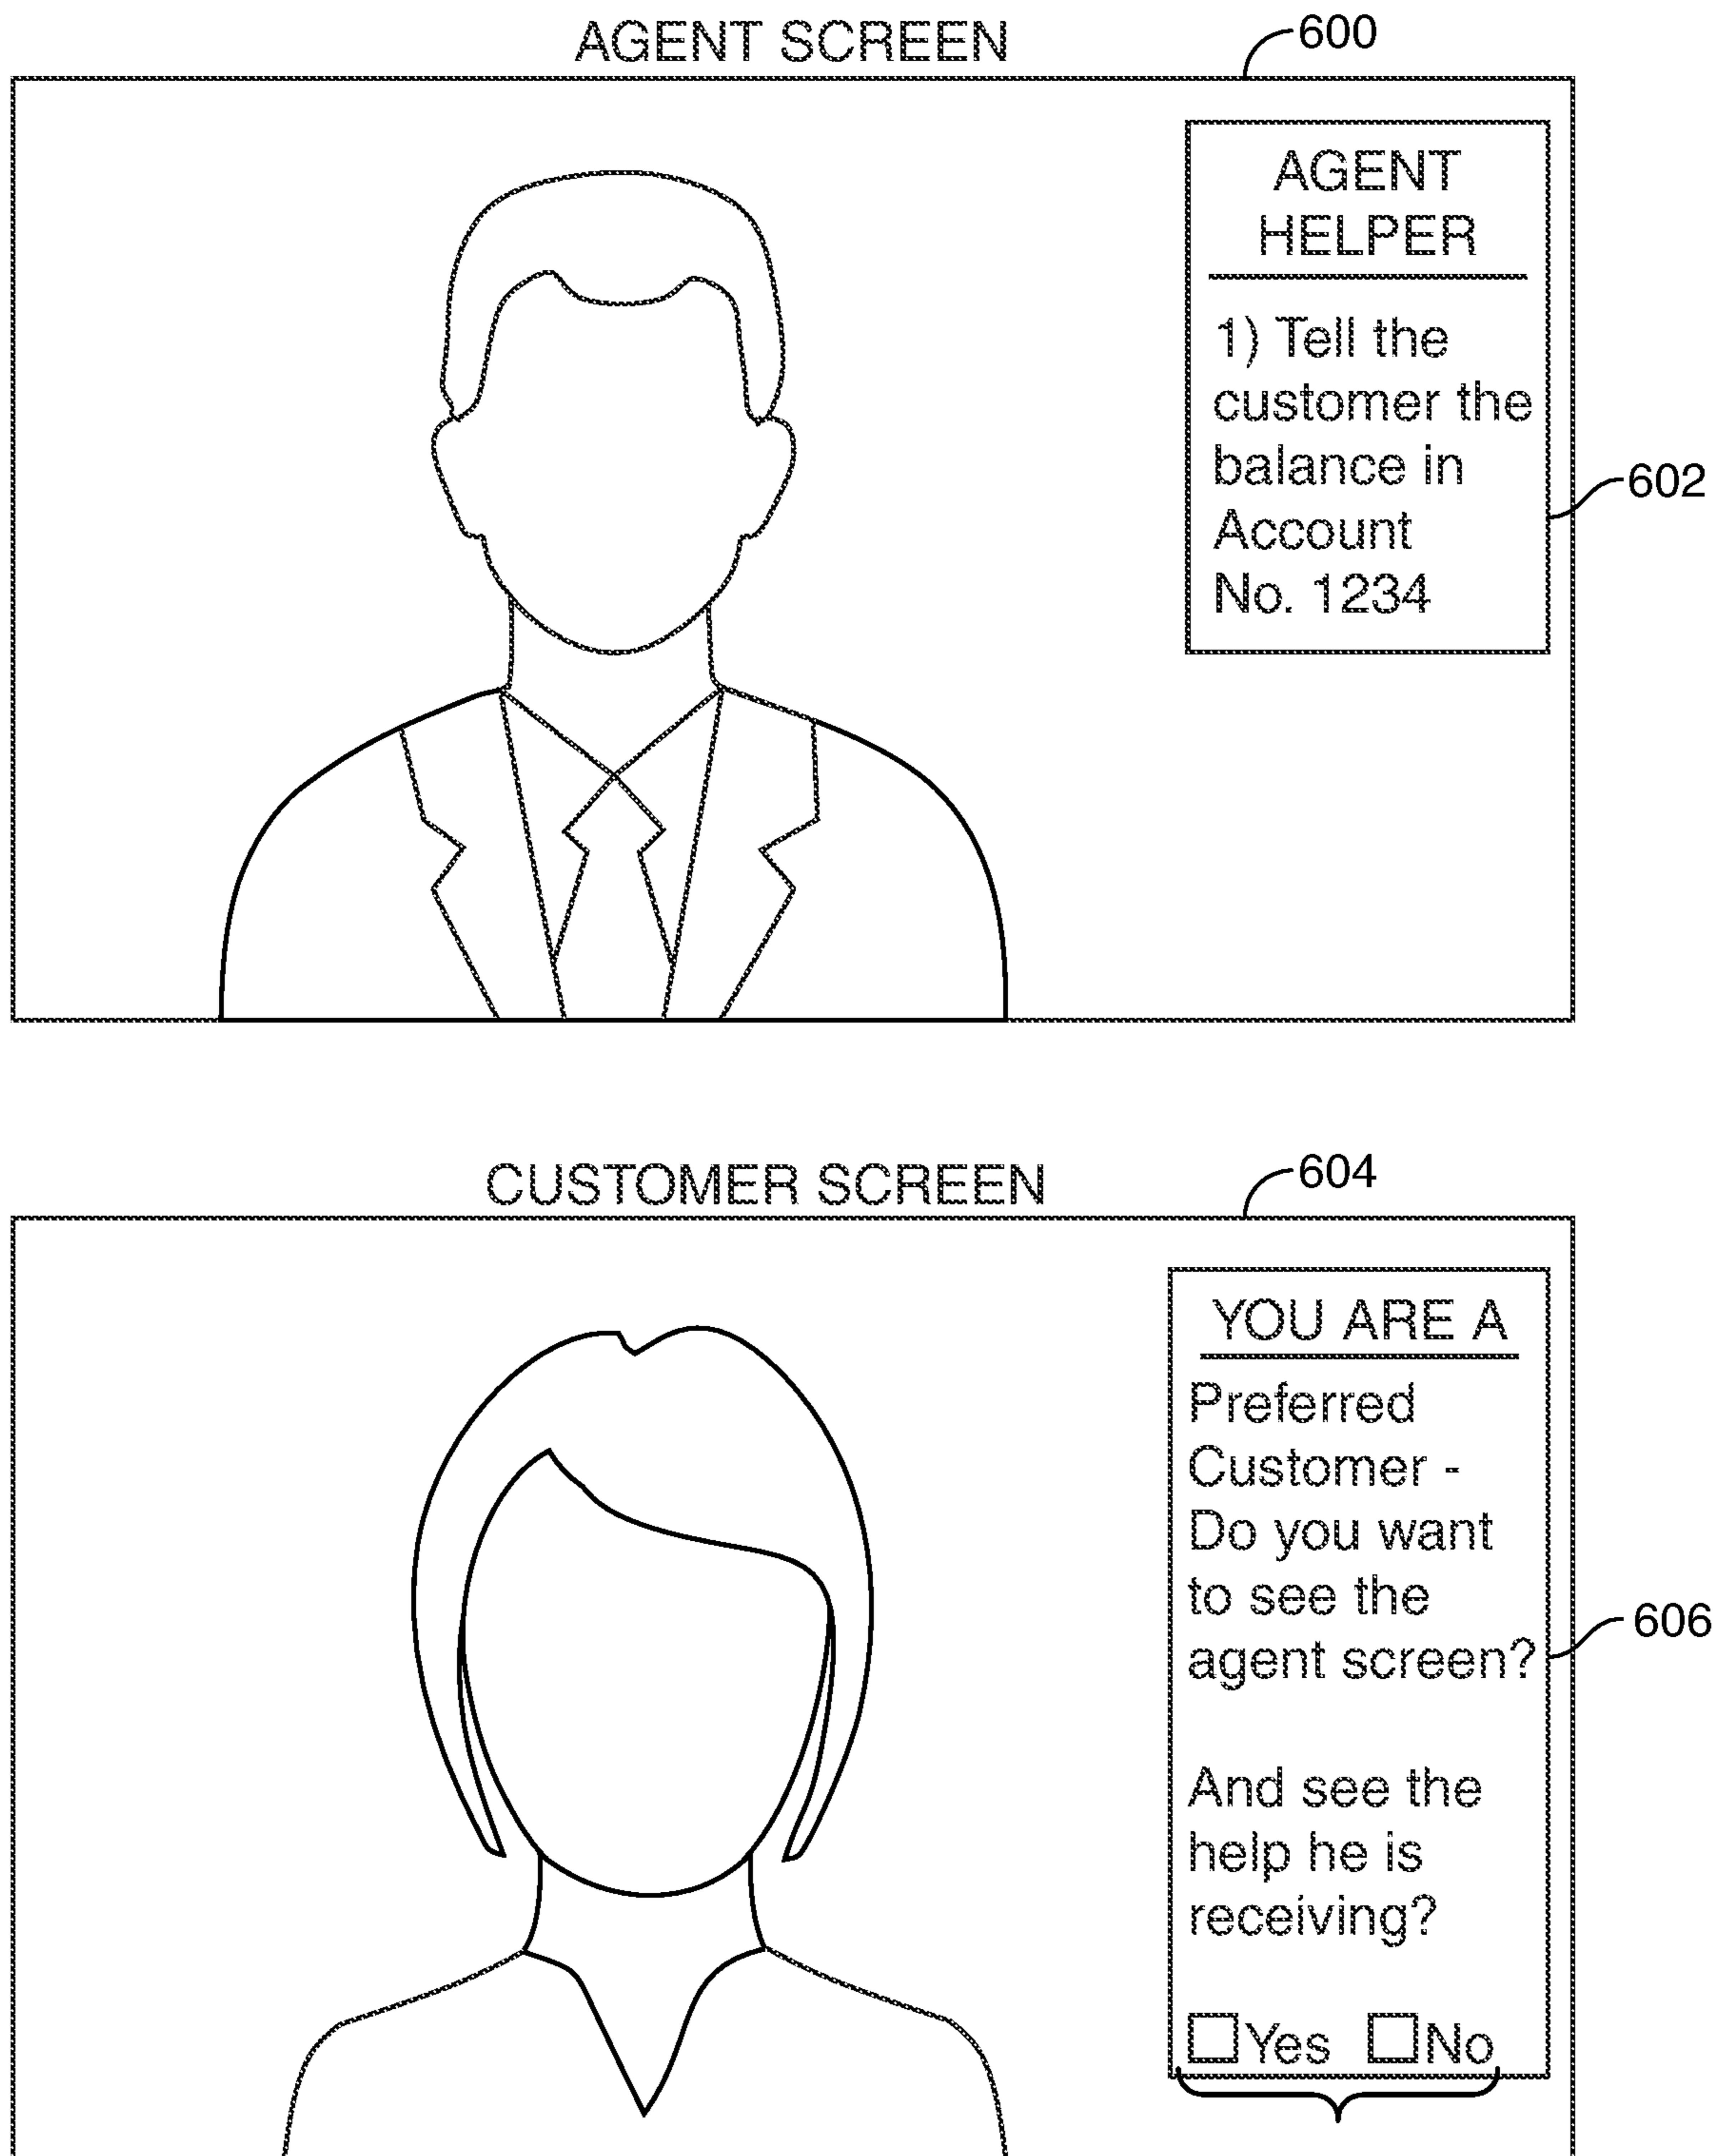 AGENT SCREEN
600
AGENT
HELPER
1) Tell the
customer the
balance in
Account
No. 1234
602
CUSTOMER SCREEN
604
YOU ARE A
Preferred
Customer -
Do you want
to see the
agent screen?
606
And see the
help he is
receiving?
Yes No